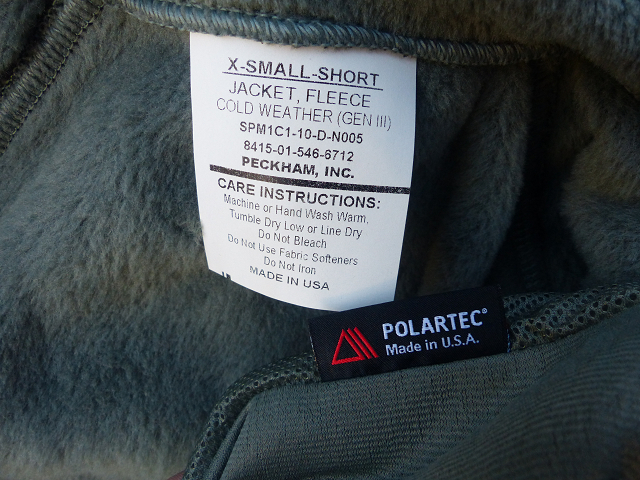 X-SMALL-SHORT
JACKET, FLEECE
COLD WEATHER (GEN III)
SPM1C1-10-D-N005
8415-01-546-6712
PECKHAM, INC.
CARE INSTRUCTIONS:
Machine or Hand Wash Warm,
Tumble Dry Low or Line Dry
Do Not Bleach
Do Not Use Fabric Softeners
Do Not Iron
MADE IN USA
POLARTEC®
Made in U.S.A.